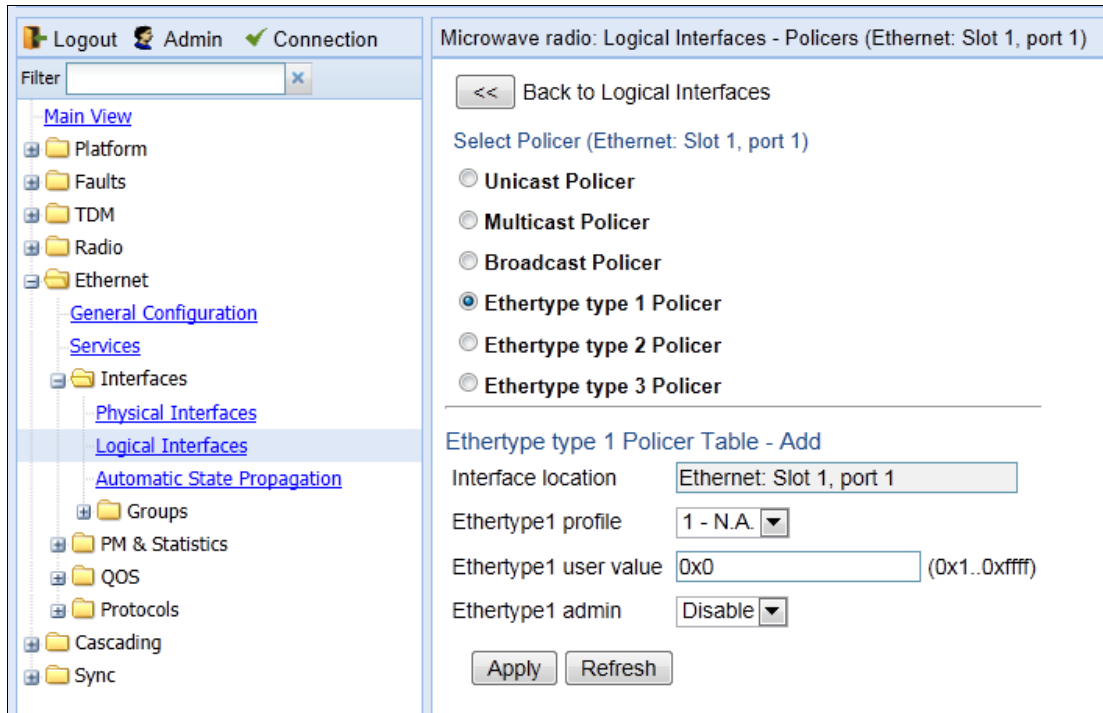 Logout Admin Connection
Filter
Main View
Platform
Faults
TDM
Radio
Ethernet
General Configuration
Services
Interfaces
Physical Interfaces
Logical Interfaces
Automatic State Propagation
Groups
PM & Statistics
QOS
Protocols
Cascading
Sync
Microwave radio: Logical Interfaces - Policers (Ethernet: Slot 1, port 1)
<< Back to Logical Interfaces
Select Policer (Ethernet: Slot 1, port 1)
Unicast Policer
Multicast Policer
Broadcast Policer
Ethertype type 1 Policer
Ethertype type 2 Policer
Ethertype type 3 Policer
Ethertype type 1 Policer Table - Add
Interface location Ethernet: Slot 1, port 1
Ethertype1 profile 1 - N.A.
Ethertype1 user value 0x0 (0x1..0xffff)
Ethertype1 admin Disable
Apply Refresh